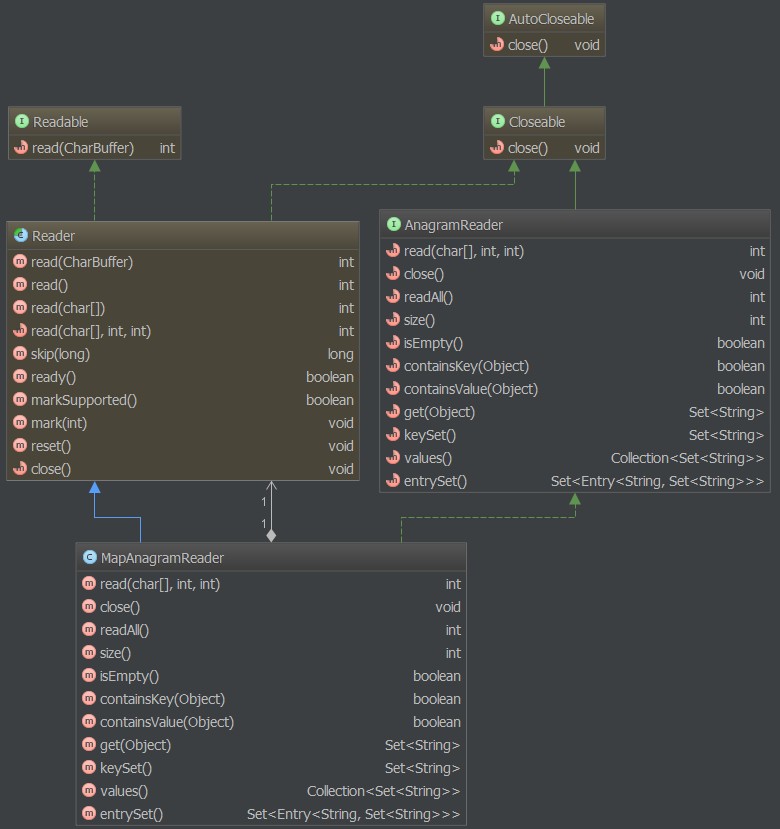 AutoCloseable
close() void
Readable
read(CharBuffer) int
Closeable
close() void
Reader
read(CharBuffer) int
read() int
read(char[]) int
read(char[], int, int) int
skip(long) long
ready() boolean
markSupported() boolean
mark(int) void
reset() void
close() void
AnagramReader
read(char[], int, int) int
close() void
readAll() int
size() int
isEmpty() boolean
containsKey(Object) boolean
containsValue(Object) boolean
get(Object) Set<String>
keySet() Set<String>
values() Collection<Set<String>>
entrySet() Set<Entry<String, Set<String>>>
1
1
MapAnagramReader
read(char[], int, int) int
close() void
readAll() int
size() int
isEmpty() boolean
containsKey(Object) boolean
containsValue(Object) boolean
get(Object) Set<String>
keySet() Set<String>
values() Collection<Set<String>>
entrySet() Set<Entry<String, Set<String>>>